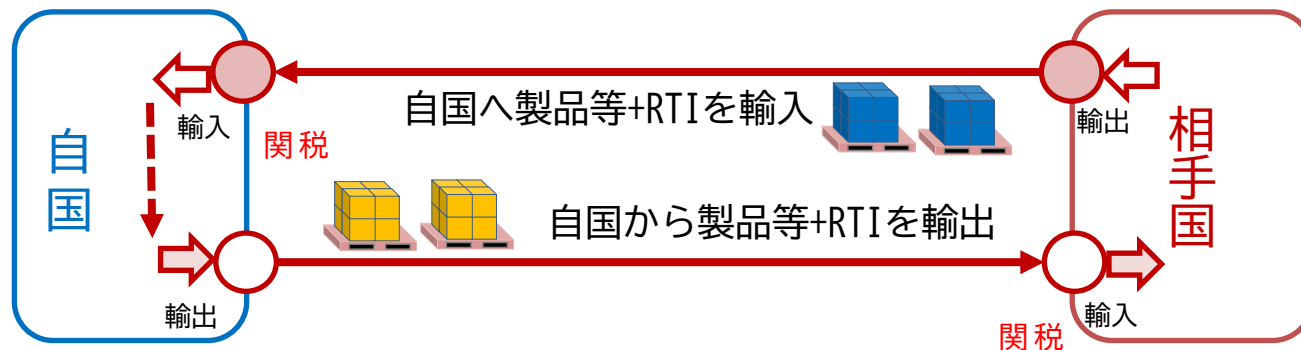 自国へ製品等+RTIを輸入
輸入
輸出
関税
自国
相手国
自国から製品等+RTIを輸出
輸出
輸入
関税